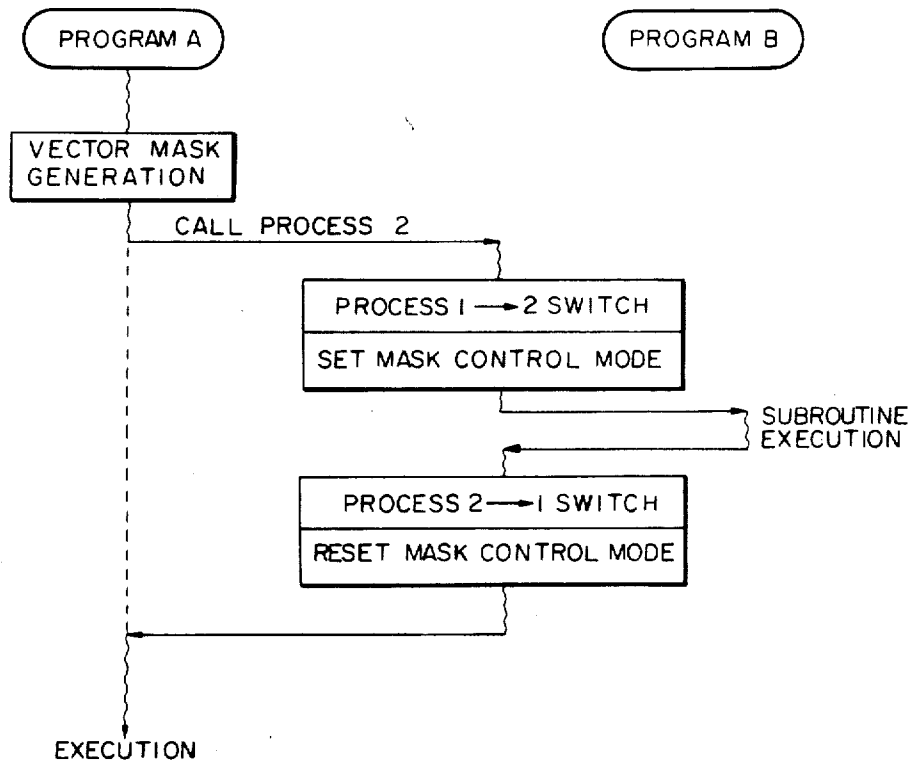 PROGRAM A
PROGRAM B
VECTOR MASK
GENERATION
CALL PROCESS 2
PROCESS 1 → 2 SWITCH
SET MASK CONTROL MODE
SUBROUTINE
EXECUTION
PROCESS 2 → 1 SWITCH
RESET MASK CONTROL MODE
EXECUTION